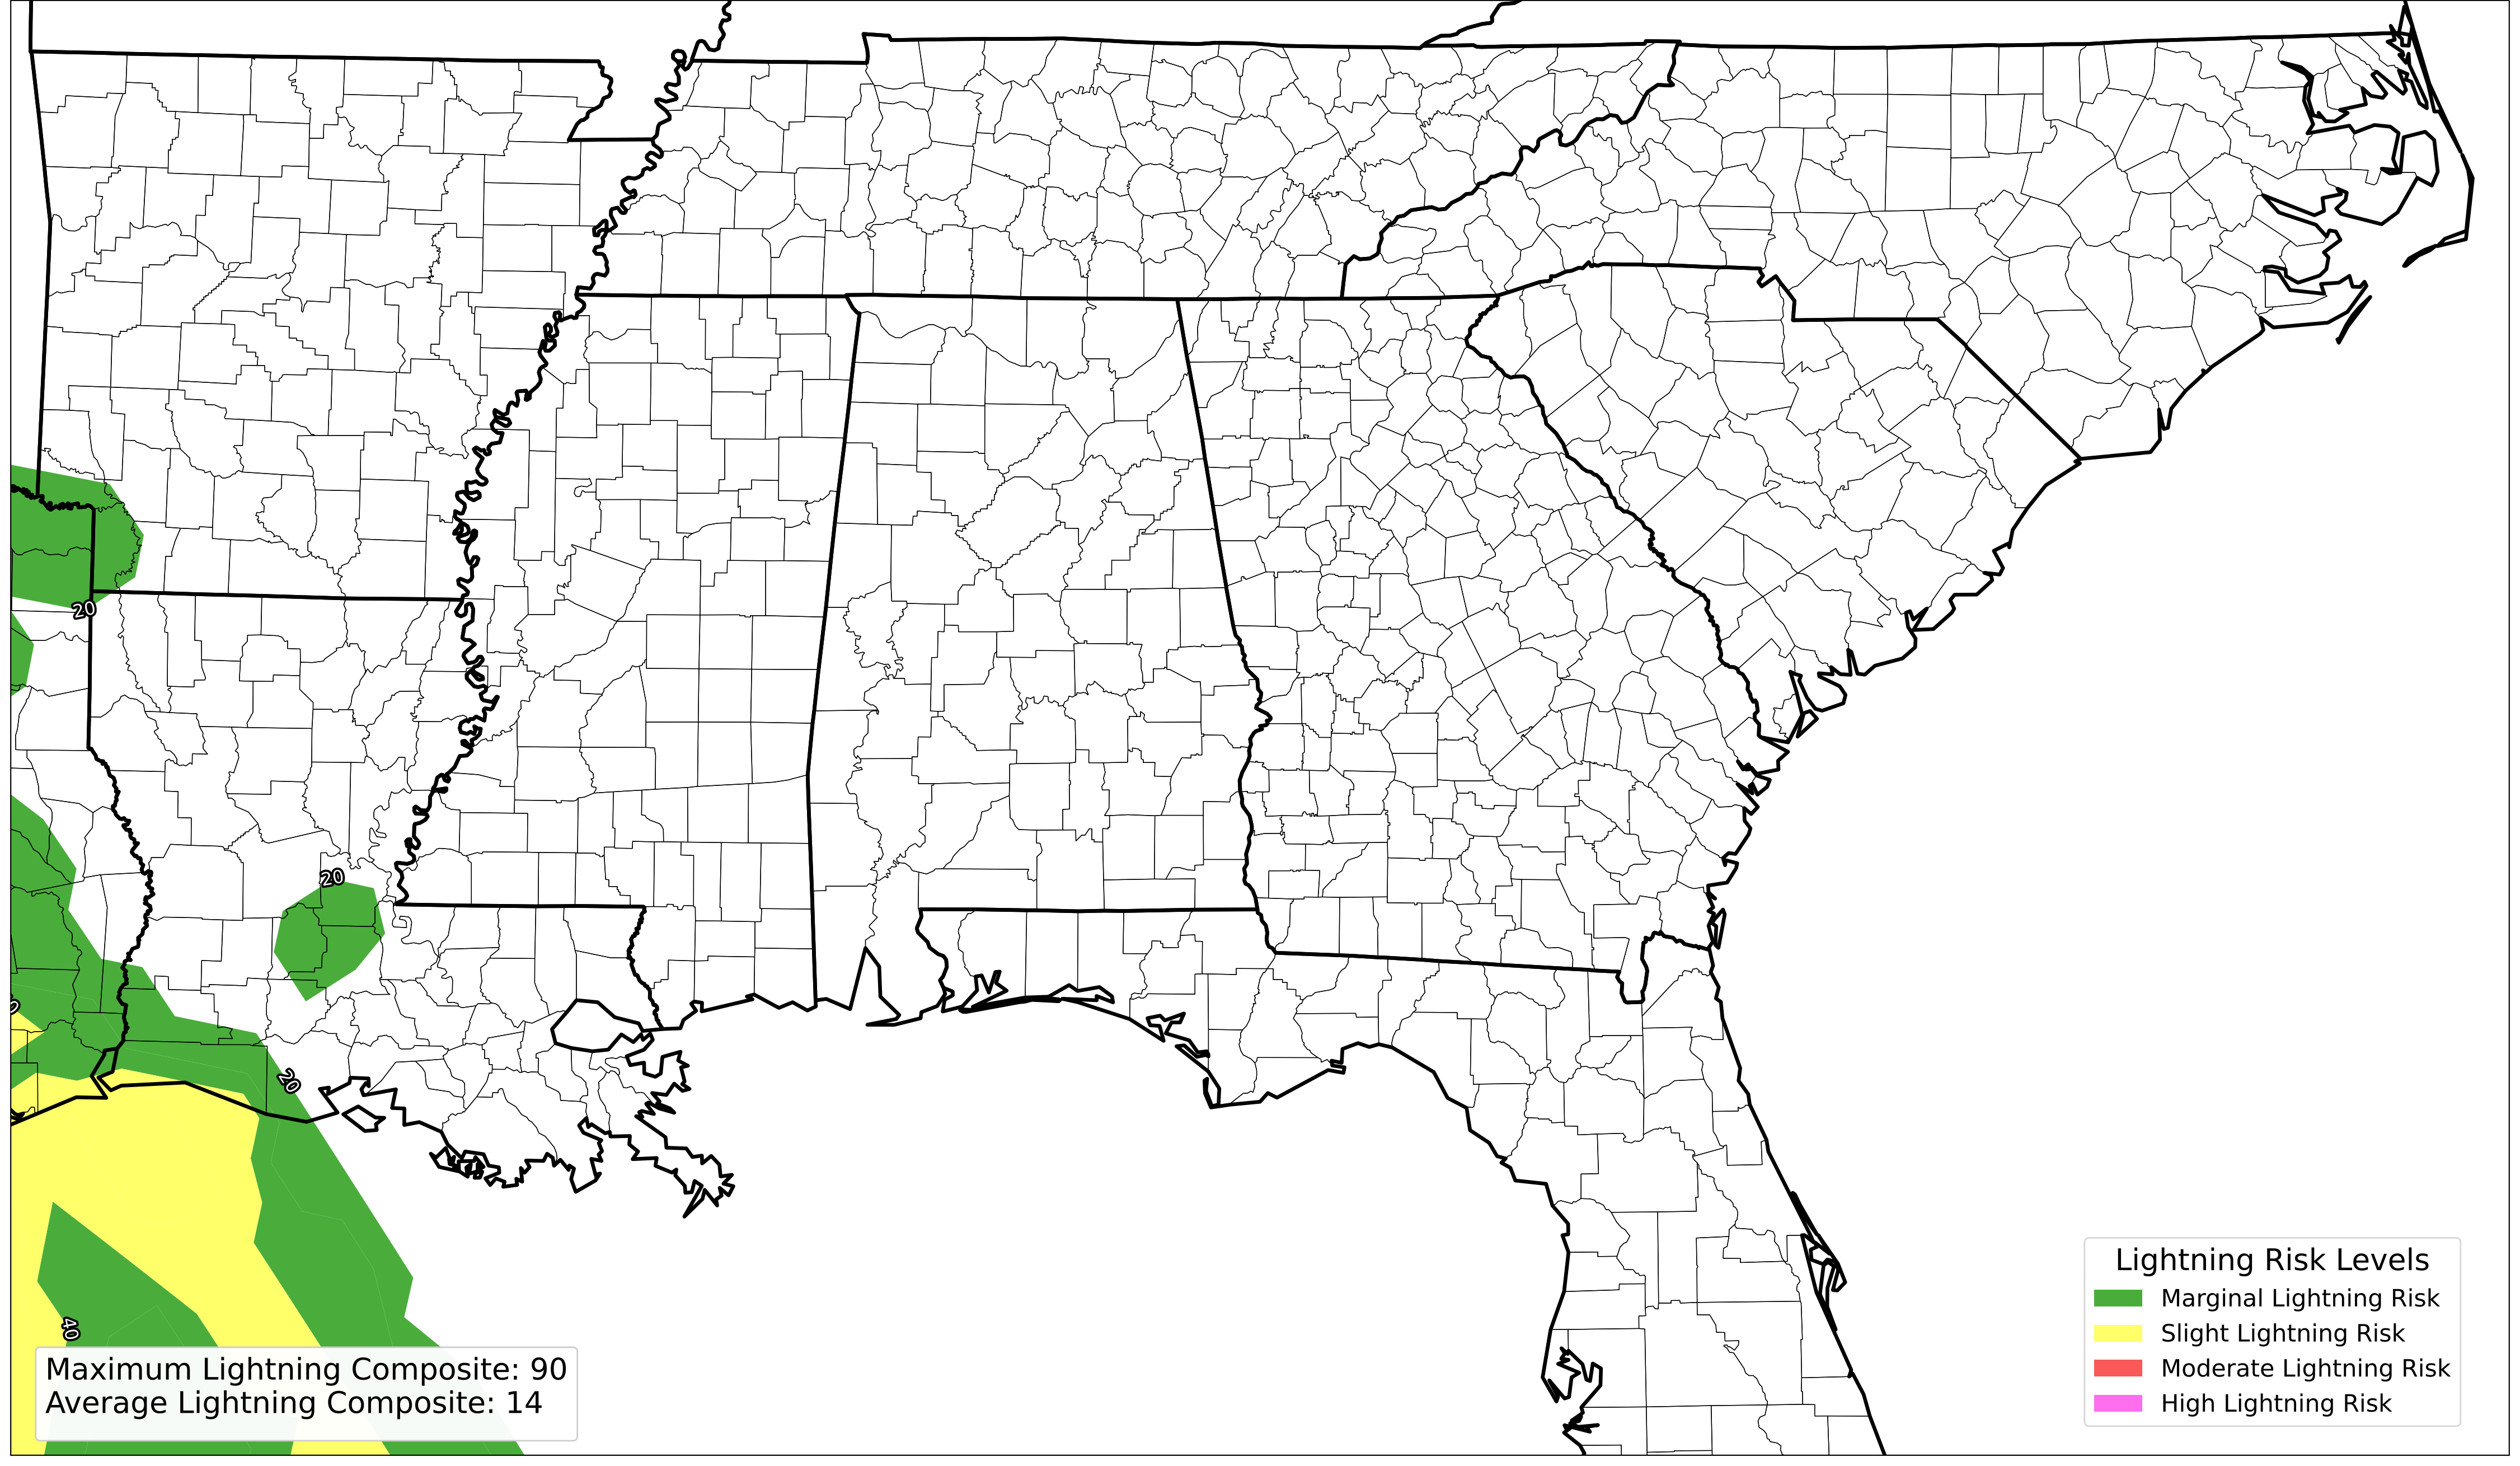 20
20
20
40
Maximum Lightning Composite: 90
Average Lightning Composite: 14
Lightning Risk Levels
Marginal Lightning Risk
Slight Lightning Risk
Moderate Lightning Risk
High Lightning Risk